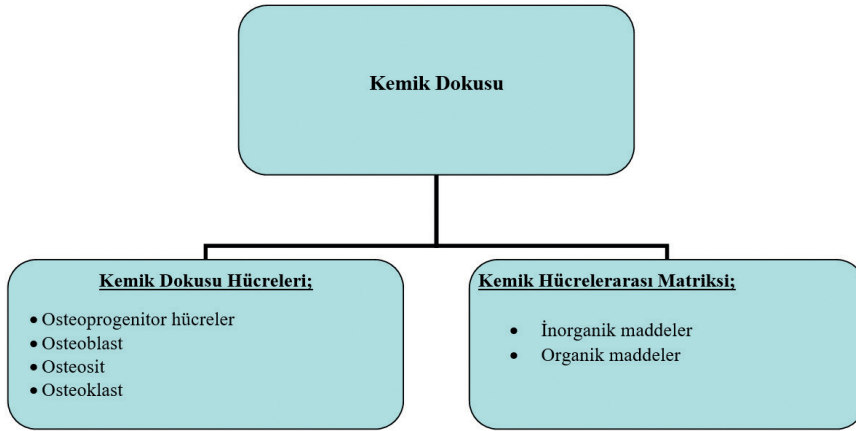 Kemik Dokusu
Kemik Dokusu Hücreleri;
• Osteoprogenitor hücreler
• Osteoblast
• Osteosit
• Osteoklast
Kemik Hücrelerarası Matriksi;
• İnorganik maddeler
• Organik maddeler